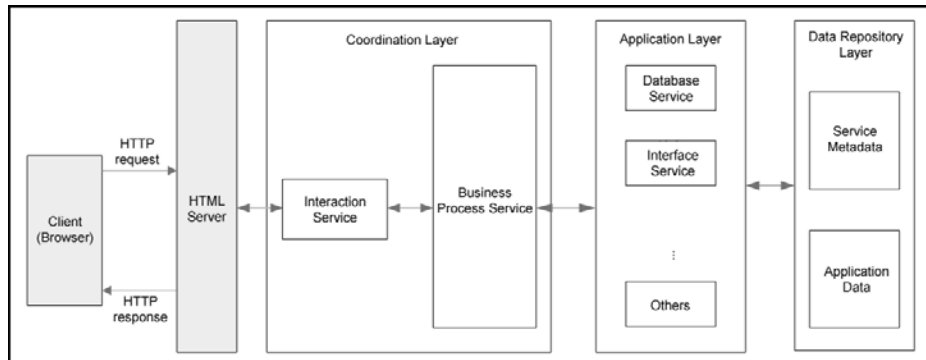 HTTP
request
Client
(Browser)
HTTP
response
HTML
Server
Coordination Layer
Interaction
Service
Business
Process Service
Application Layer
Database
Service
Interface
Service
...
Others
Data Repository
Layer
Service
Metadata
Application
Data